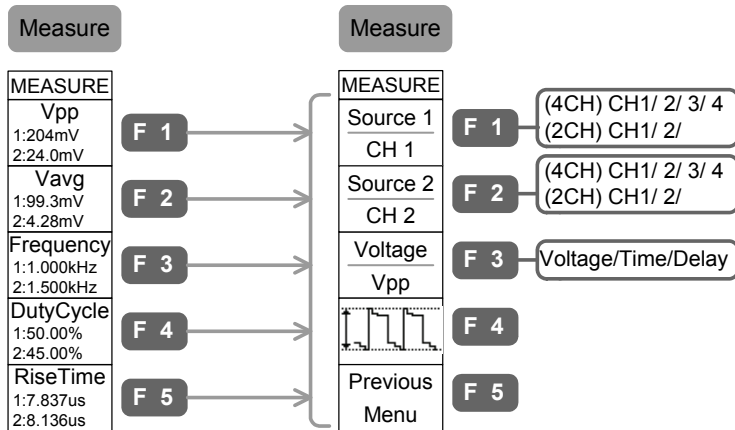 Measure
MEASURE
Vpp
1:204mV
2:24.0mV
F 1
Vavg
1:99.3mV
2:4.28mV
F 2
Frequency
1:1.000kHz
2:1.500kHz
F 3
DutyCycle
1:50.00%
2:45.00%
F 4
RiseTime
1:7.837us
2:8.136us
F 5
Measure
MEASURE
Source 1
CH 1
F 1
(4CH) CH1/ 2/ 3/ 4
(2CH) CH1/ 2/
Source 2
CH 2
F 2
(4CH) CH1/ 2/ 3/ 4
(2CH) CH1/ 2/
Voltage
Vpp
F 3
Voltage/Time/Delay
F 4
Previous
Menu
F 5